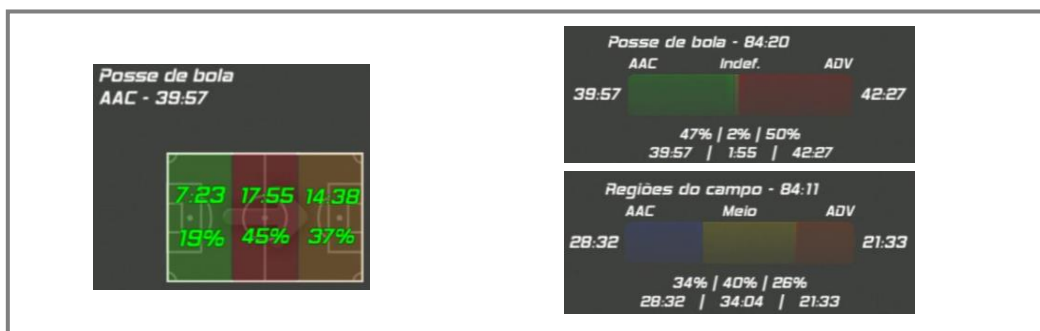 Posse de bola
AAC - 39:57
7:23 17:55 14:38
19% 45% 37%
Posse de bola - 84:20
AAC Indef. ADV
39:57 42:27
47% | 2% | 50%
39:57 | 1:55 | 42:27
Regiões do campo - 84:11
AAC Meio ADV
28:32 21:33
34% | 40% | 26%
28:32 | 34:04 | 21:33